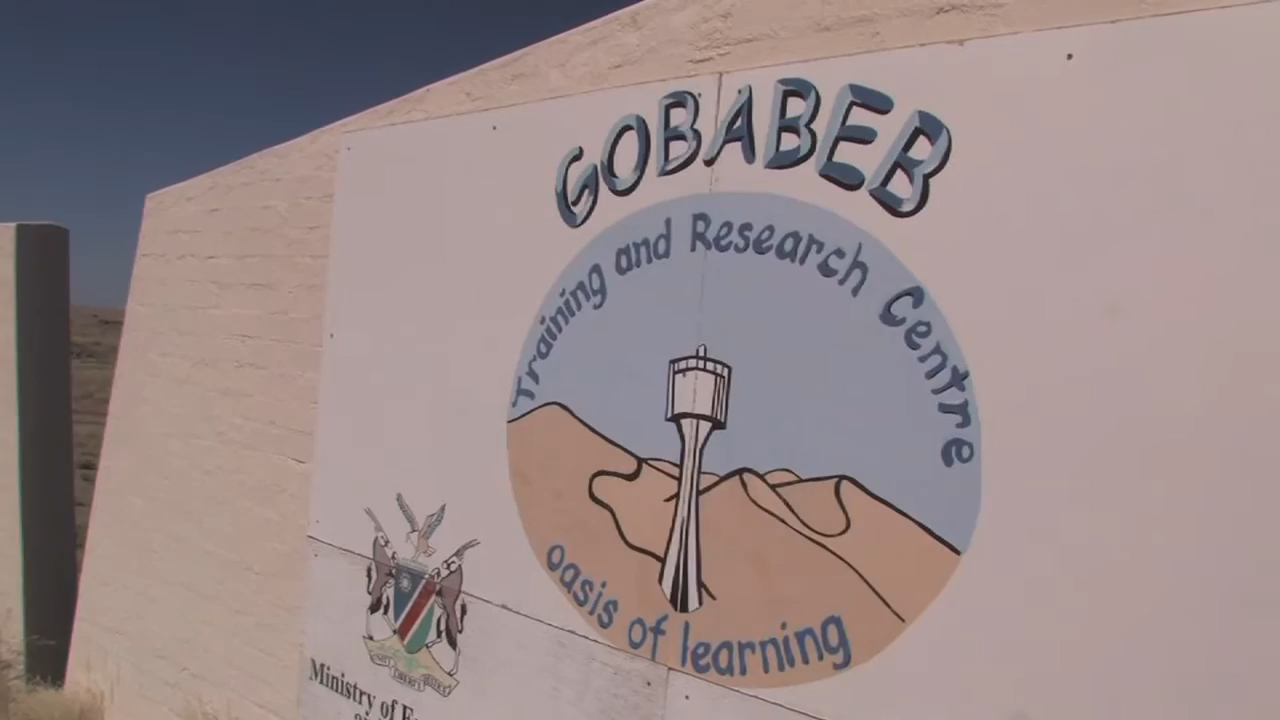 GOBABEB
Training and Research Centre
oasis of learning
Ministry of